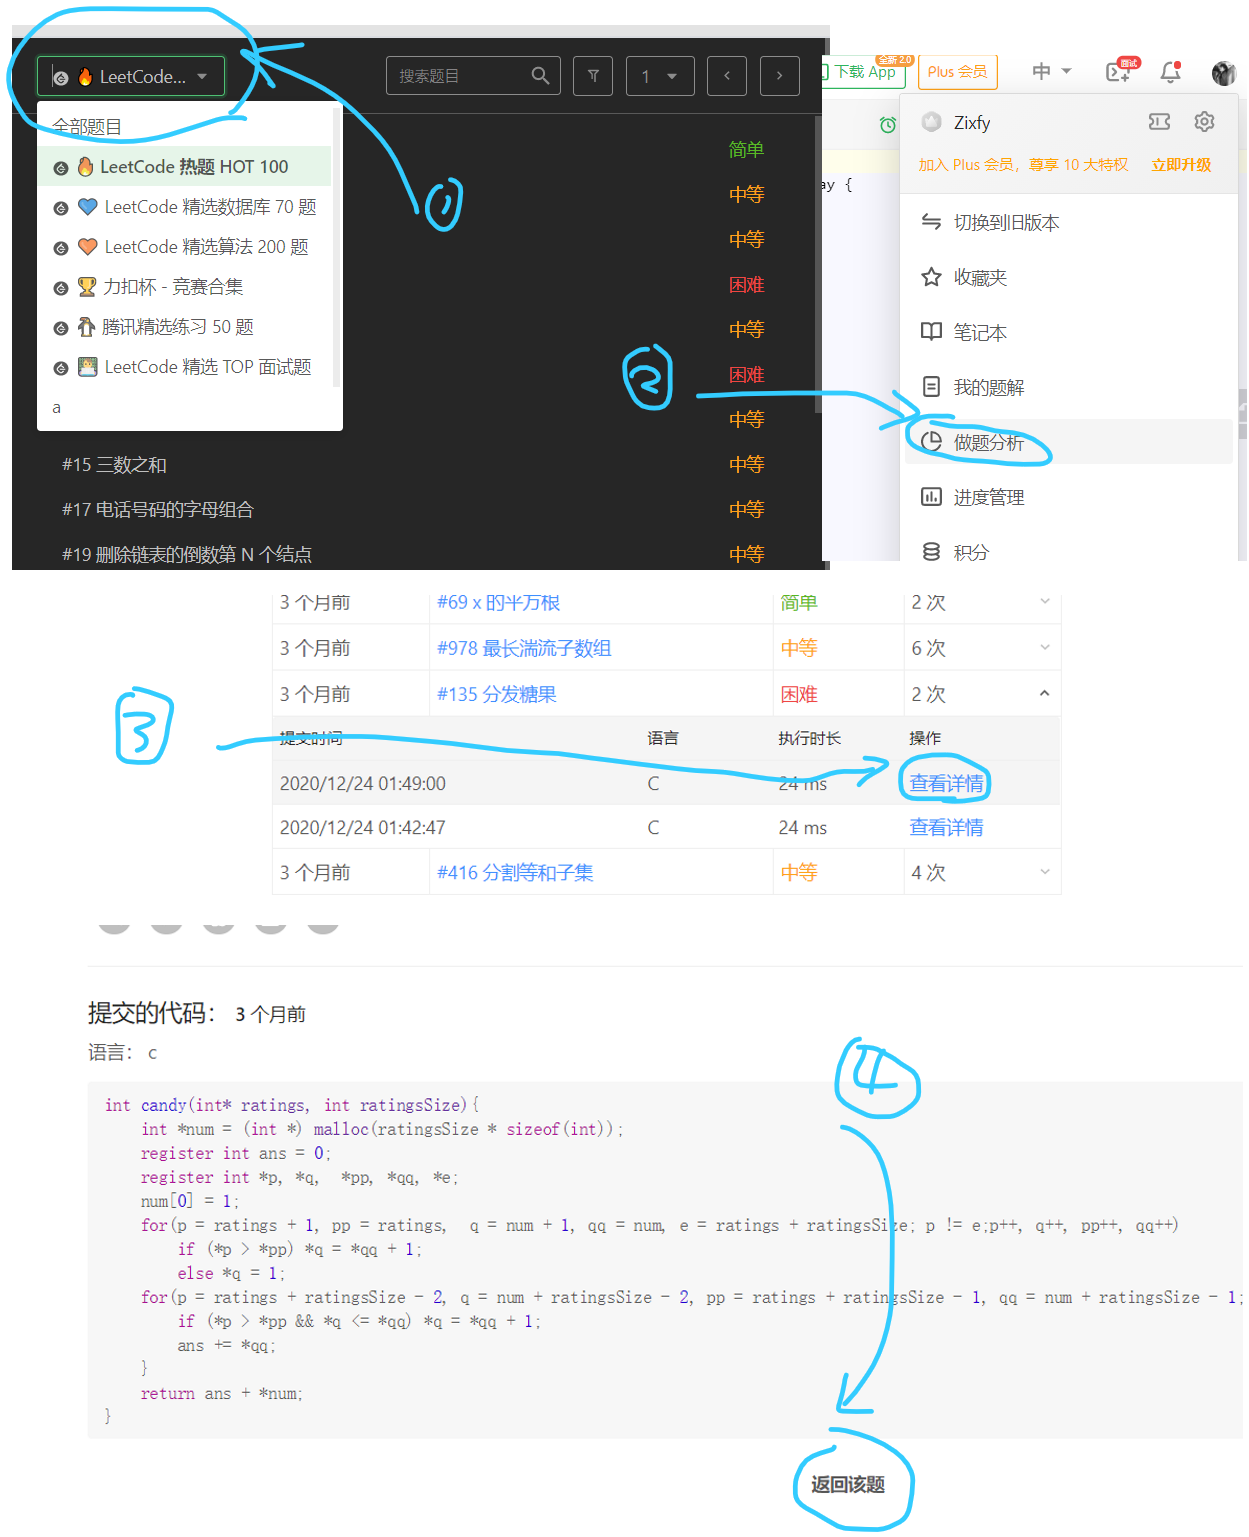 LeetCode...
搜索题目
1
全部题目
LeetCode 热题 HOT 100
LeetCode 精选数据库 70 题
LeetCode 精选算法 200 题
力扣杯 - 竞赛合集
腾讯精选练习 50 题
LeetCode 精选 TOP 面试题
a
简单
中等
中等
困难
中等
困难
中等
#15 三数之和 中等
#17 电话号码的字母组合 中等
#19 删除链表的倒数第 N 个结点 中等
1
2
下载 App
全新 2.0
Plus 会员
中
面试
ay {
Zixfy
加入 Plus 会员，尊享 10 大特权 立即升级
切换到旧版本
收藏夹
笔记本
我的题解
做题分析
进度管理
积分
3 个月前 #69 x 的平方根 简单 2 次
3 个月前 #978 最长湍流子数组 中等 6 次
3 个月前 #135 分发糖果 困难 2 次
提交时间 语言 执行时长 操作
2020/12/24 01:49:00 C 24 ms 查看详情
2020/12/24 01:42:47 C 24 ms 查看详情
3 个月前 #416 分割等和子集 中等 4 次
3
提交的代码： 3 个月前
语言： c
4
int candy(int* ratings, int ratingsSize){
int *num = (int *) malloc(ratingsSize * sizeof(int));
register int ans = 0;
register int *p, *q, *pp, *qq, *e;
num[0] = 1;
for(p = ratings + 1, pp = ratings, q = num + 1, qq = num, e = ratings + ratingsSize; p != e;p++, q++, pp++, qq++)
if (*p > *pp) *q = *qq + 1;
else *q = 1;
for(p = ratings + ratingsSize - 2, q = num + ratingsSize - 2, pp = ratings + ratingsSize - 1, qq = num + ratingsSize - 1;
if (*p > *pp && *q <= *qq) *q = *qq + 1;
ans += *qq;
}
return ans + *num;
}
返回该题